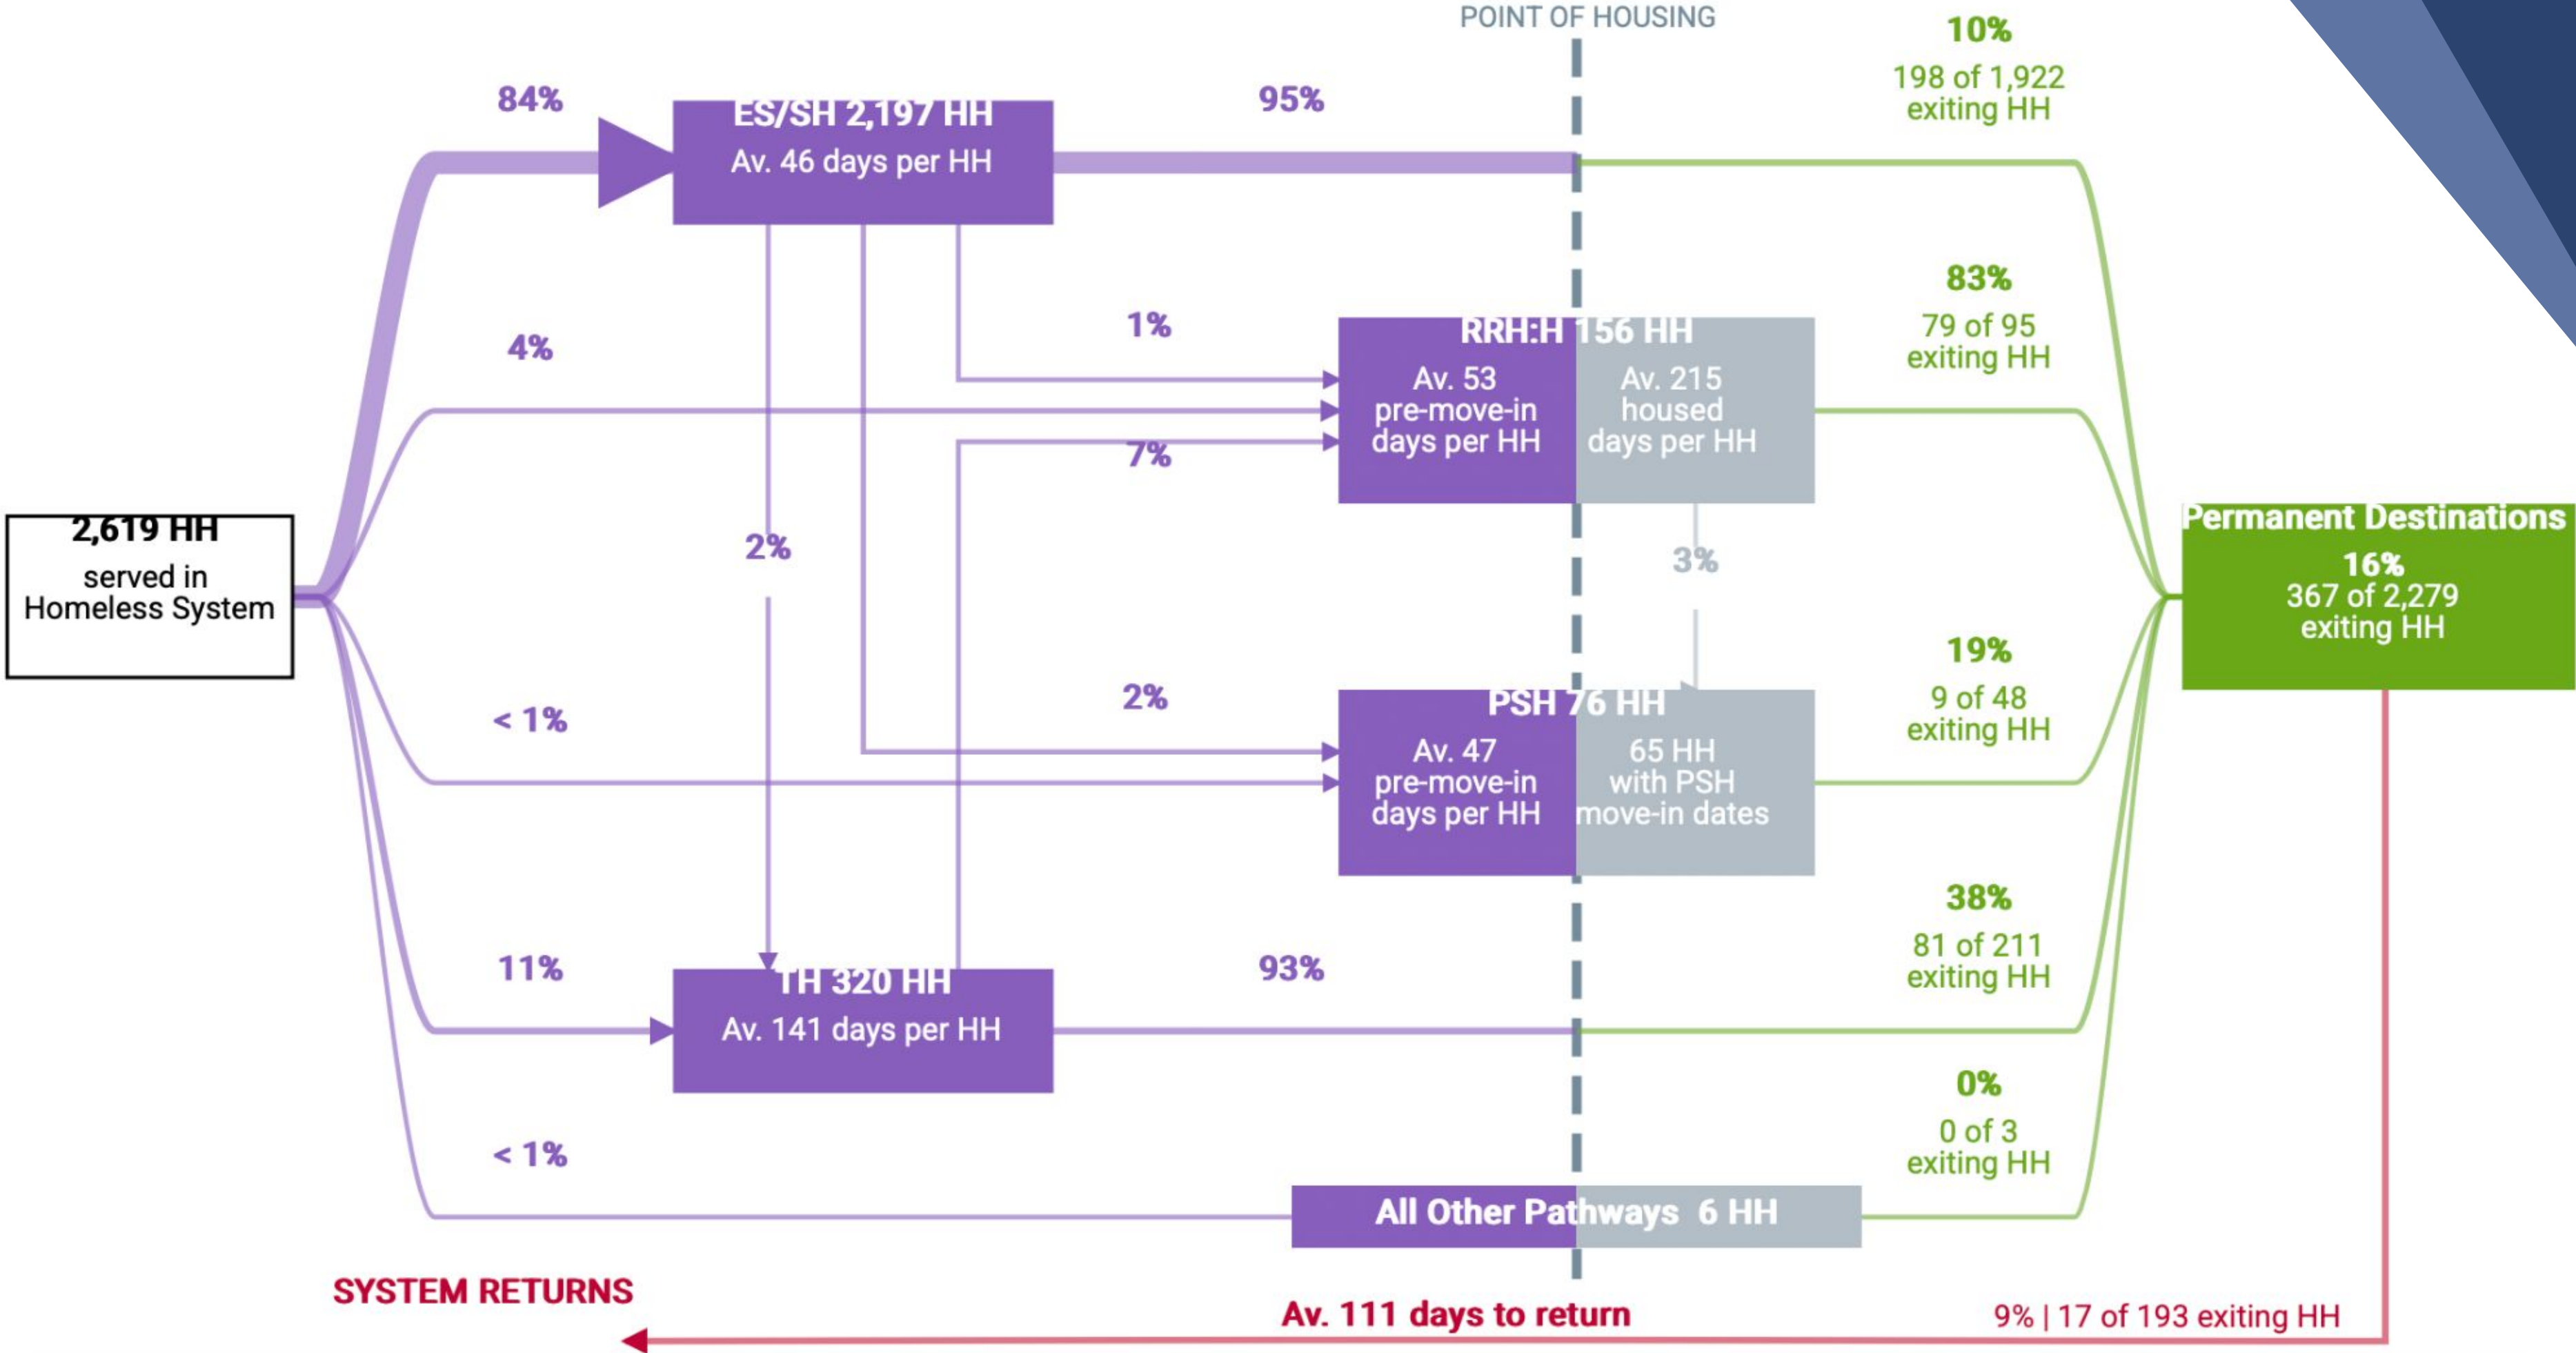 POINT OF HOUSING
10%
198 of 1,922
exiting HH
84%
ES/SH 2,197 HH
Av. 46 days per HH
95%
83%
79 of 95
exiting HH
4%
1%
7%
RRH:H 156 HH
Av. 53
pre-move-in
days per HH
Av. 215
housed
days per HH
2,619 HH
served in
Homeless System
2%
3%
Permanent Destinations
16%
367 of 2,279
exiting HH
19%
9 of 48
exiting HH
< 1%
2%
PSH 76 HH
Av. 47
pre-move-in
days per HH
65 HH
with PSH
move-in dates
38%
81 of 211
exiting HH
11%
TH 320 HH
Av. 141 days per HH
93%
0%
0 of 3
exiting HH
< 1%
All Other Pathways 6 HH
SYSTEM RETURNS
Av. 111 days to return
9% | 17 of 193 exiting HH